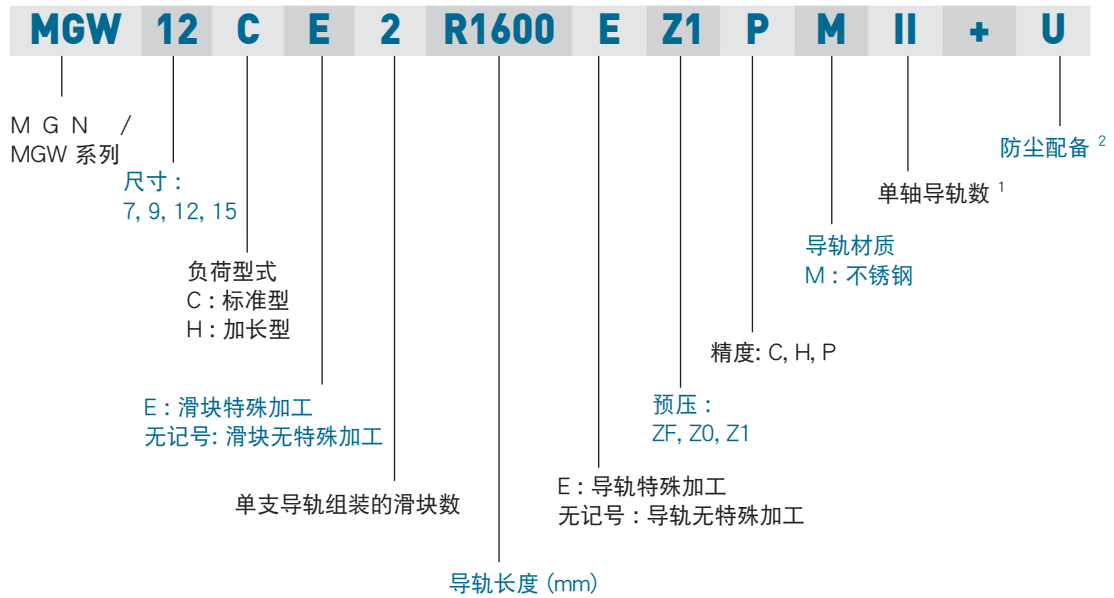 MGW 12 C E 2 R1600 E Z1 P M II + U
M G N /
MGW 系列
防尘配备 2
尺寸：
7, 9, 12, 15
单轴导轨数 1
导轨材质
M：不锈钢
负荷型式
C：标准型
H：加长型
精度: C, H, P
E：滑块特殊加工
无记号: 滑块无特殊加工
预压：
ZF, Z0, Z1
E：导轨特殊加工
无记号：导轨无特殊加工
单支导轨组装的滑块数
导轨长度 (mm)